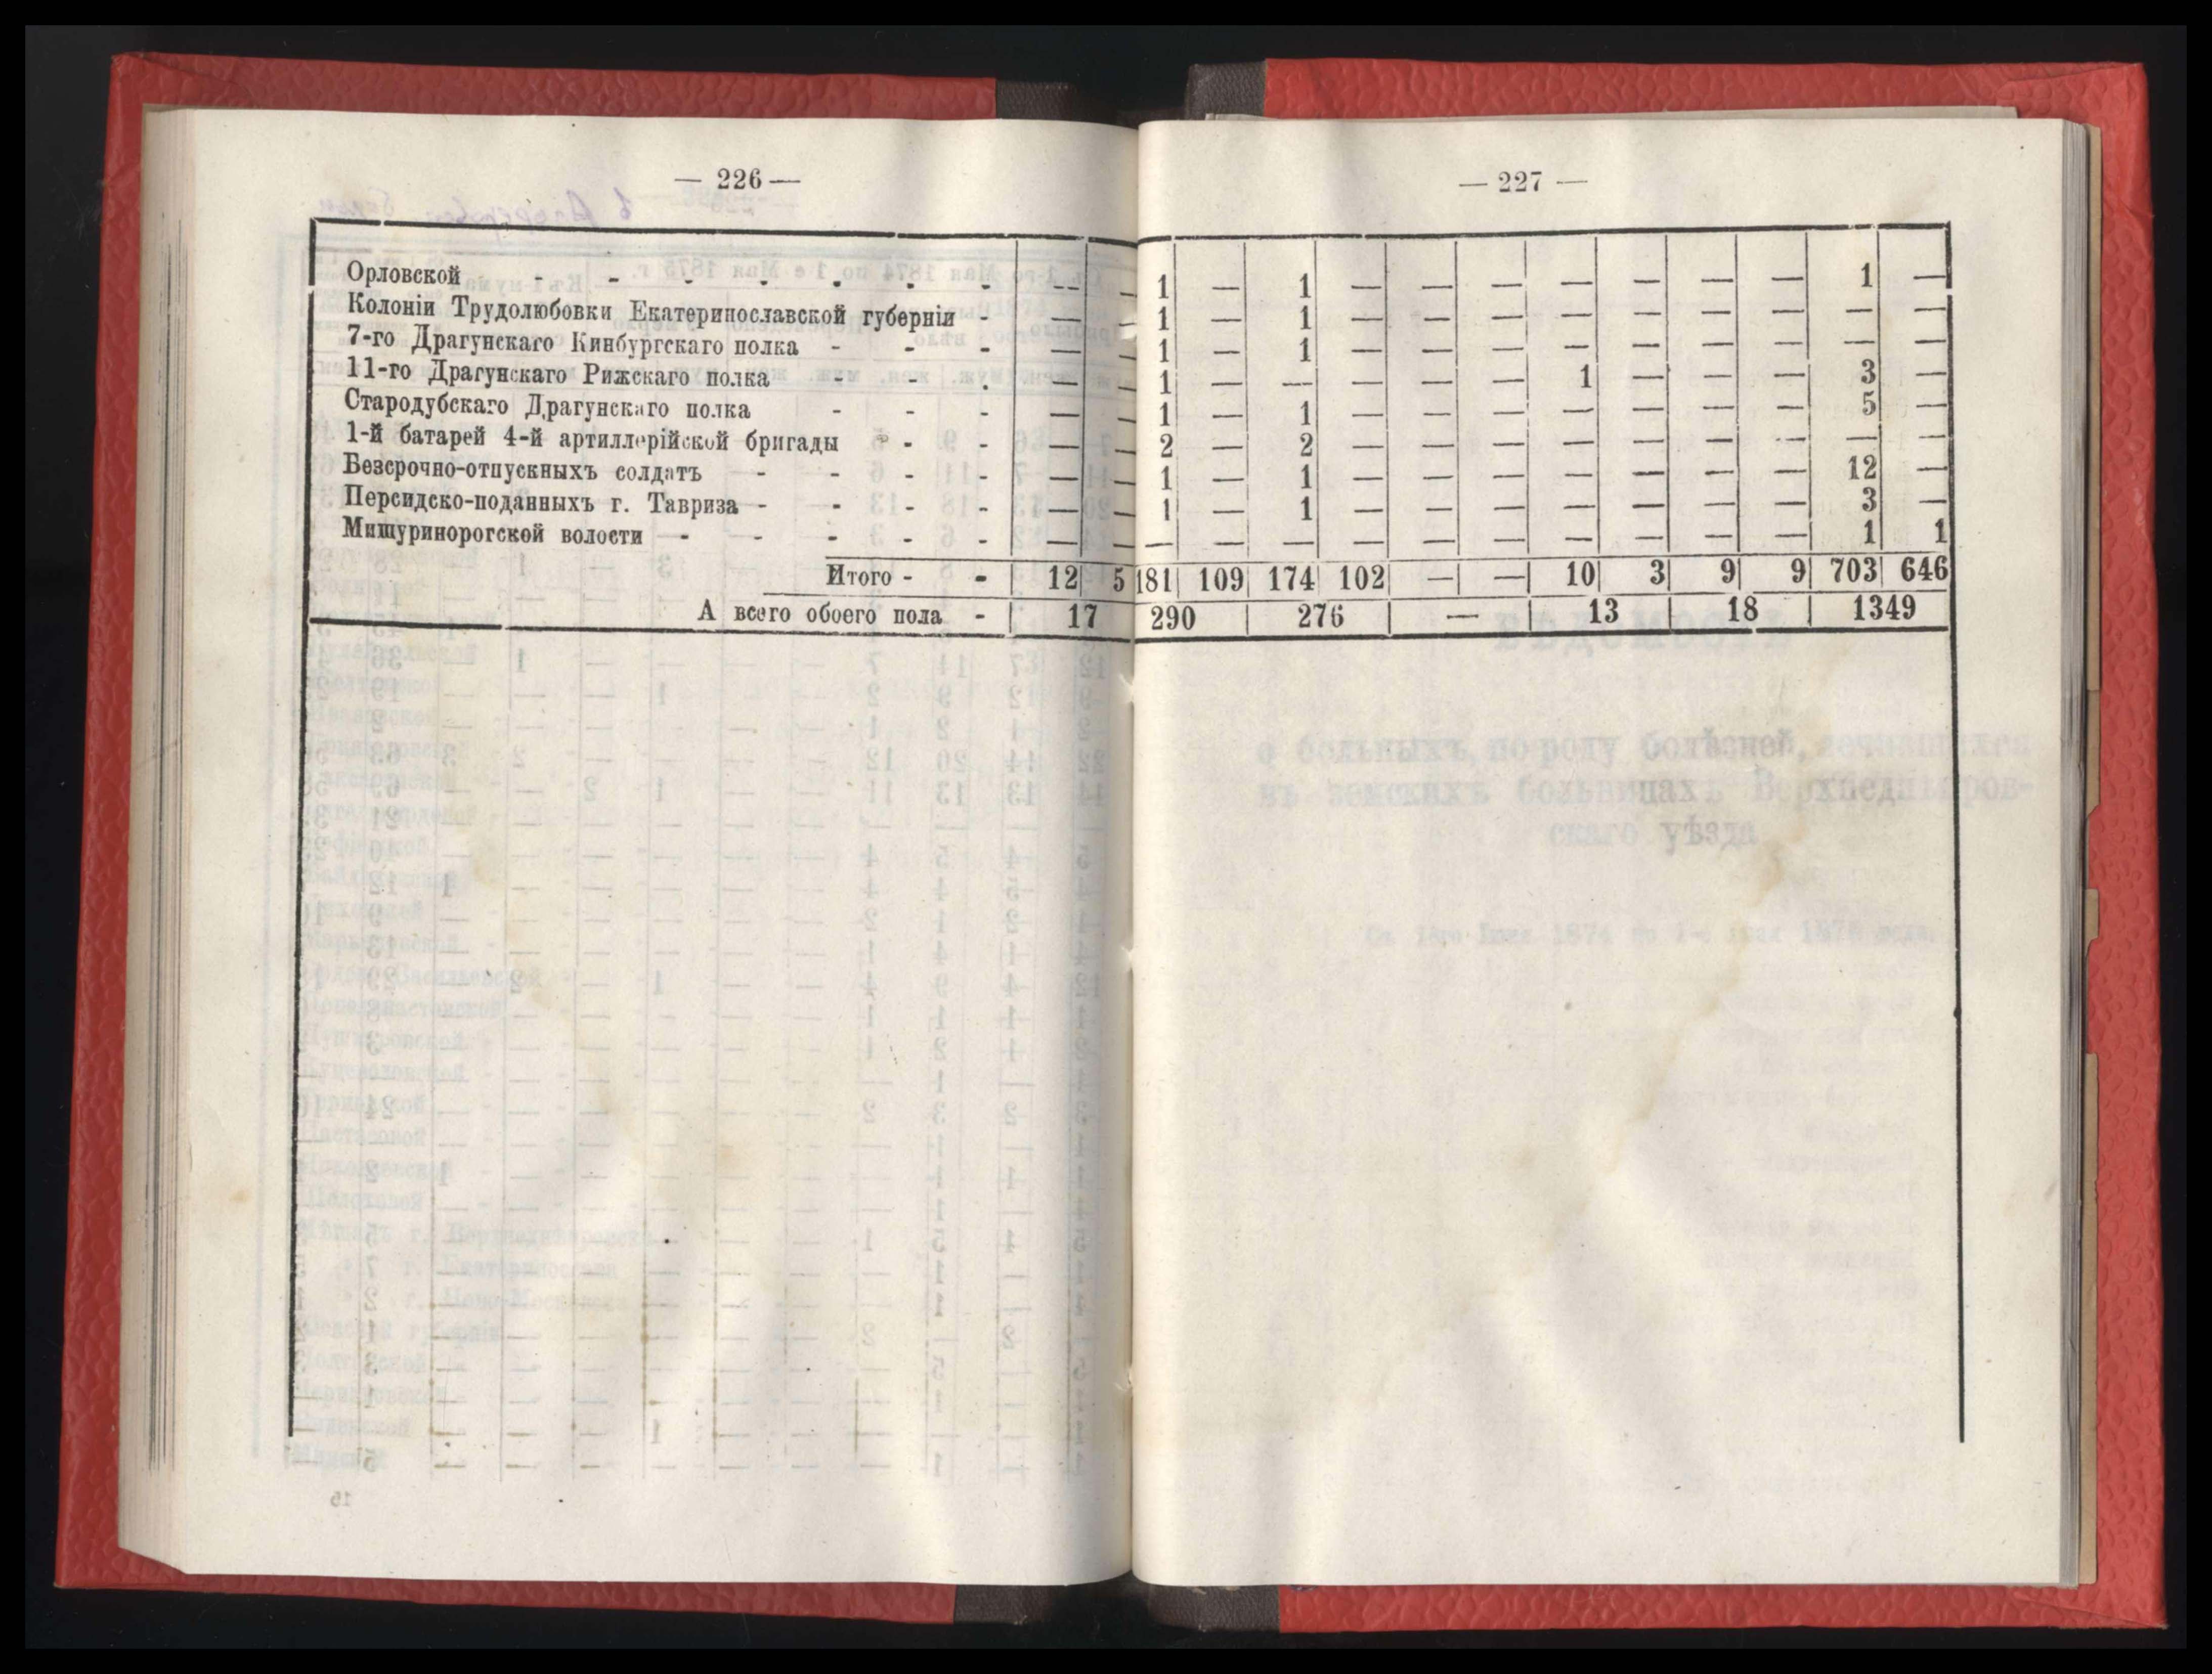 — 226 —
— 227 —
Орловской - - - - - - - — — 1 — 1 — — — — — — — 1 —
Колоніи Трудолюбовки Екатеринославской губерніи - — — 1 — 1 — — — — — — — — —
7-го Драгунскаго Кинбургскаго полка - - - — — 1 — 1 — — — — — — — — —
11-го Драгунскаго Рижскаго полка - - - — — 1 — — — — — 1 — — — 3 —
Стародубскаго Драгунскаго полка - - - — — 1 — 1 — — — — — — — 5 —
1-й батарей 4-й артиллерійской бригады - - - — — 2 — 2 — — — — — — — — —
Безсрочно-отпускныхъ солдатъ - - - - — — 1 — 1 — — — — — — — 12 —
Персидско-поданныхъ г. Тавриза - - - - — — 1 — 1 — — — — — — — 3 —
Мишуринорогской волости - - - - - — — — — — — — — — — — — 1 1
Итого - - 12 5 181 109 174 102 — — 10 3 9 9 703 646
А всего обоего пола - 17 290 276 — 13 18 1349